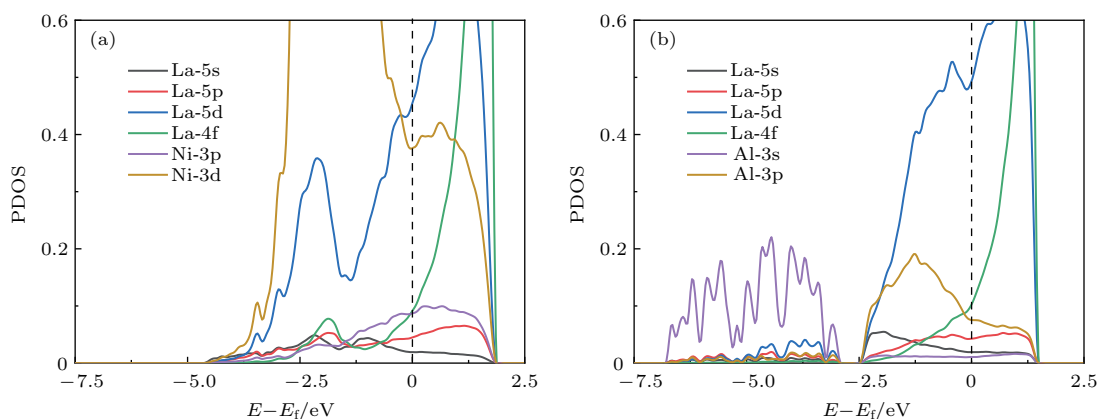 (a)
La-5s
La-5p
La-5d
La-4f
Ni-3p
Ni-3d
PDOS
0.6
0.4
0.2
0
−7.5
−5.0
−2.5
0
2.5
E−Ef/eV
(b)
La-5s
La-5p
La-5d
La-4f
Al-3s
Al-3p
PDOS
0.6
0.4
0.2
0
−7.5
−5.0
−2.5
0
2.5
E−Ef/eV